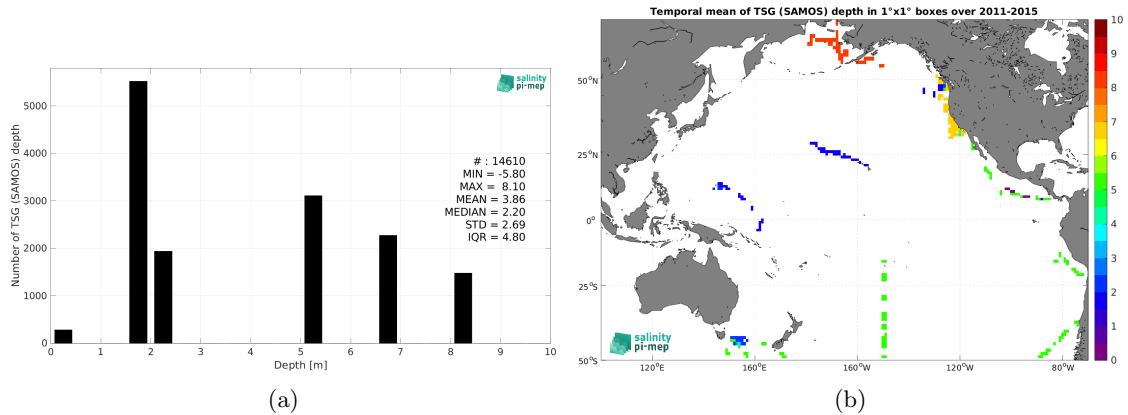 salinity
pi-mep
Number of TSG (SAMOS) depth
5000
4000
3000
2000
1000
0
# : 14610
MIN = -5.80
MAX = 8.10
MEAN = 3.86
MEDIAN = 2.20
STD = 2.69
IQR = 4.80
0 1 2 3 4 5 6 7 8 9 10
Depth [m]
(a)
Temporal mean of TSG (SAMOS) depth in 1°x1° boxes over 2011-2015
50°N
25°N
0°
25°S
50°S
120°E 160°E 160°W 120°W 80°W
salinity
pi-mep
10
9
8
7
6
5
4
3
2
1
0
(b)